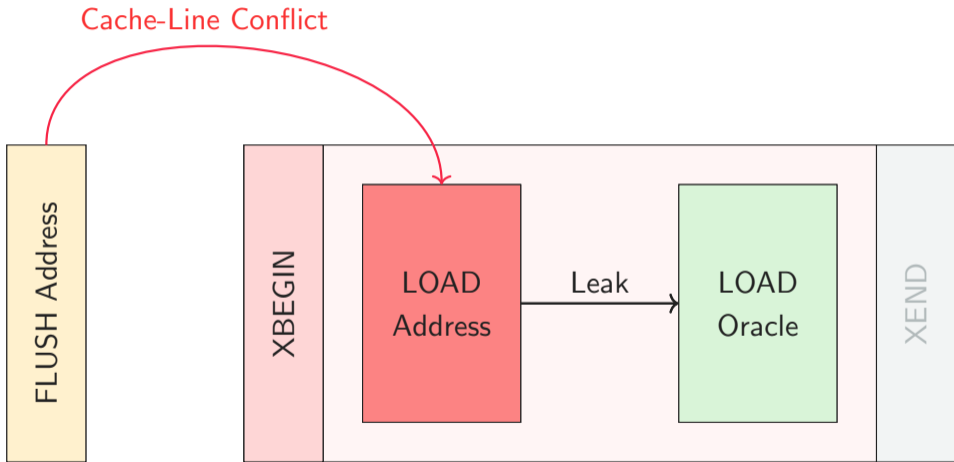 Cache-Line Conflict
FLUSH Address
XBEGIN
LOAD
Address
Leak
LOAD
Oracle
XEND